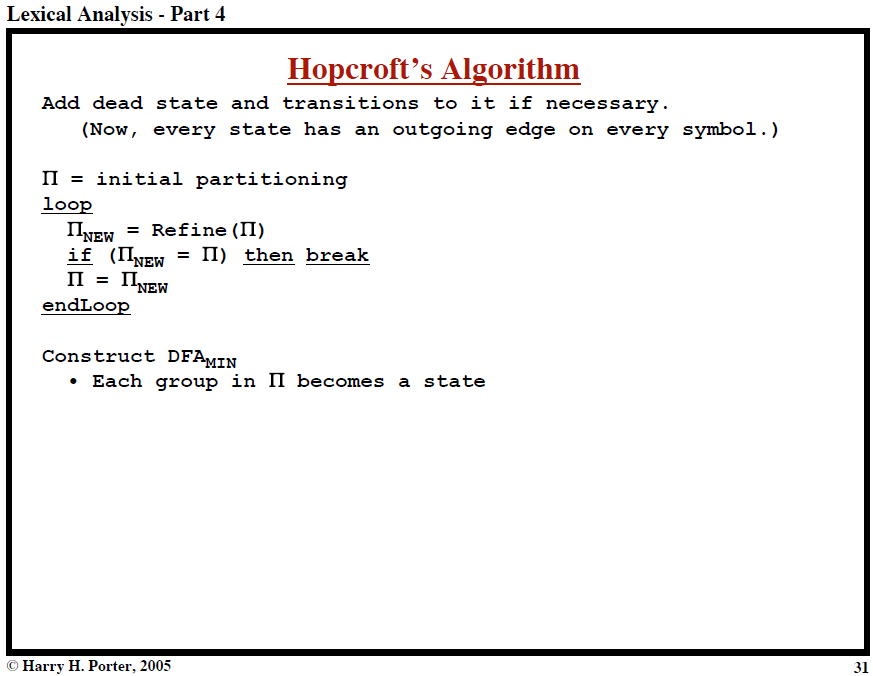 Lexical Analysis - Part 4
Hopcroft’s Algorithm
Add dead state and transitions to it if necessary.
(Now, every state has an outgoing edge on every symbol.)
Π = initial partitioning
loop
ΠNEW = Refine(Π)
if (ΠNEW = Π) then break
Π = ΠNEW
endLoop
Construct DFAMIN
• Each group in Π becomes a state
© Harry H. Porter, 2005
31